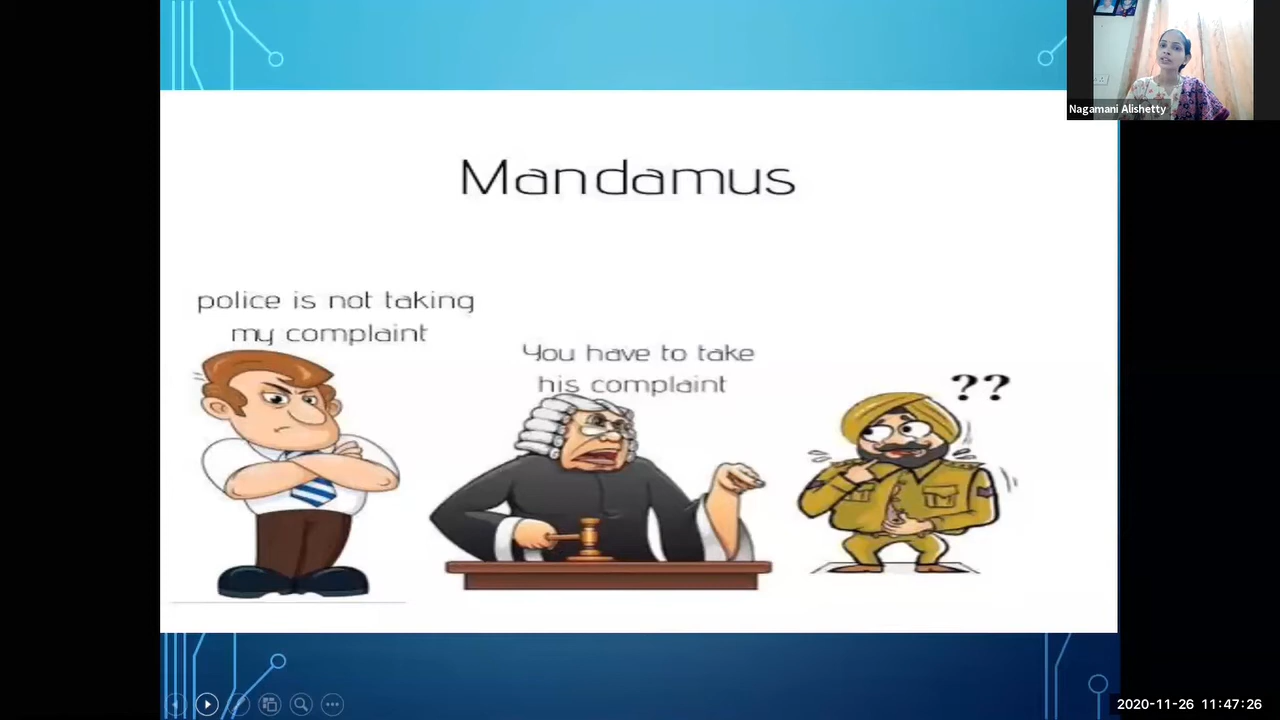 Nagamani Alishetty
Mandamus
police is not taking
my complaint
You have to take
his complaint
??
2020-11-26 11:47:26